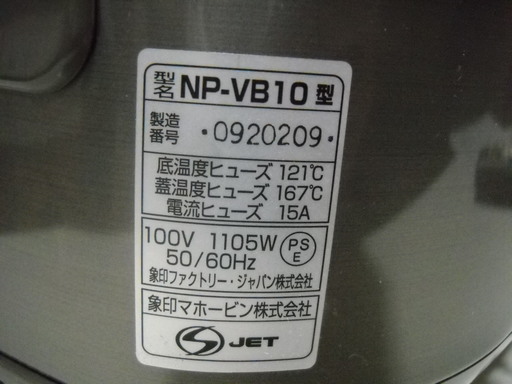 型名 NP-VB10 型
製造番号 ·0920209·
底温度ヒューズ 121℃
蓋温度ヒューズ 167℃
電流ヒューズ 15A
100V 1105W PSE
50/60Hz
象印ファクトリー・ジャパン株式会社
象印マホービン株式会社
S JET